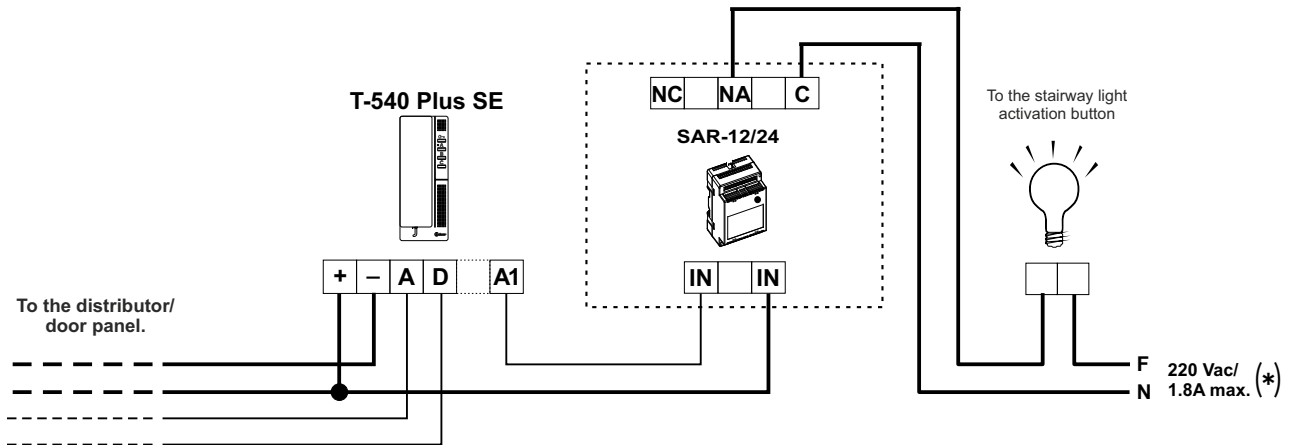 T-540 Plus SE
+ – A D A1
To the distributor/
door panel.
NC NA C
SAR-12/24
IN IN
To the stairway light
activation button
F
N
220 Vac/
1.8A max. (*)